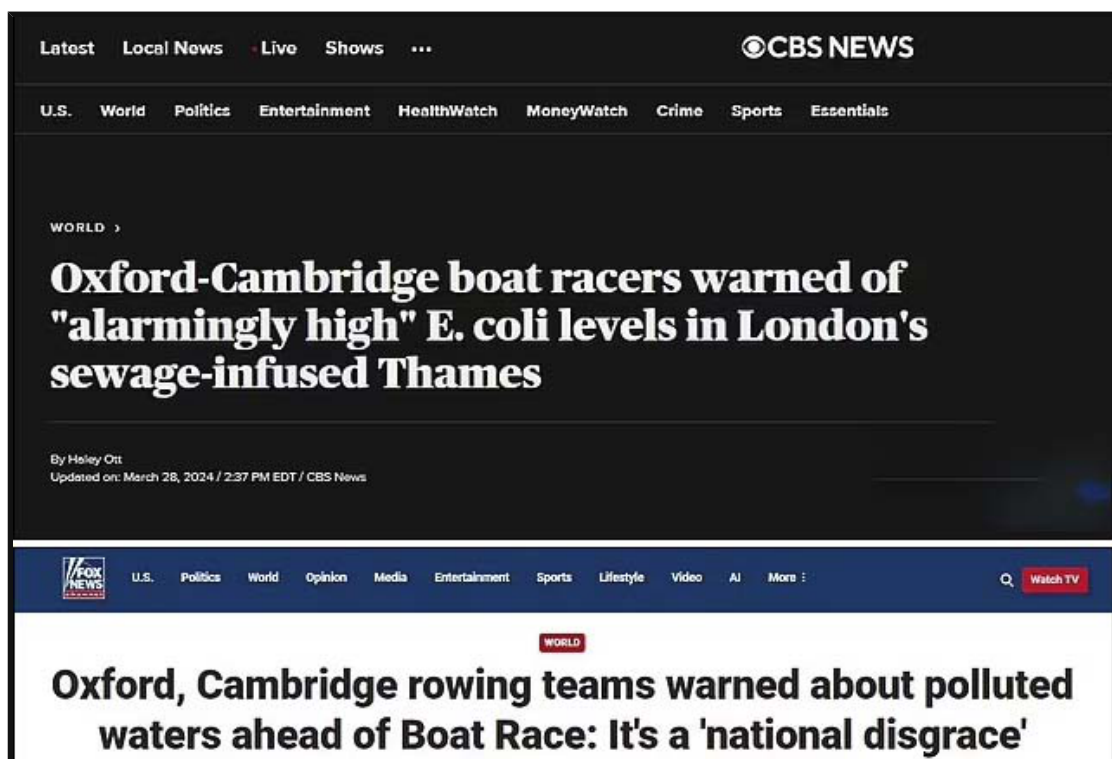 Latest Local News • Live Shows ...
CBS NEWS
U.S. World Politics Entertainment HealthWatch MoneyWatch Crime Sports Essentials
WORLD ›
Oxford-Cambridge boat racers warned of
"alarmingly high" E. coli levels in London's
sewage-infused Thames
By Haley Ott
Updated on: March 28, 2024 / 2:37 PM EDT / CBS News
FOX
NEWS
U.S. Politics World Opinion Media Entertainment Sports Lifestyle Video AI More :
Watch TV
WORLD
Oxford, Cambridge rowing teams warned about polluted
waters ahead of Boat Race: It's a 'national disgrace'